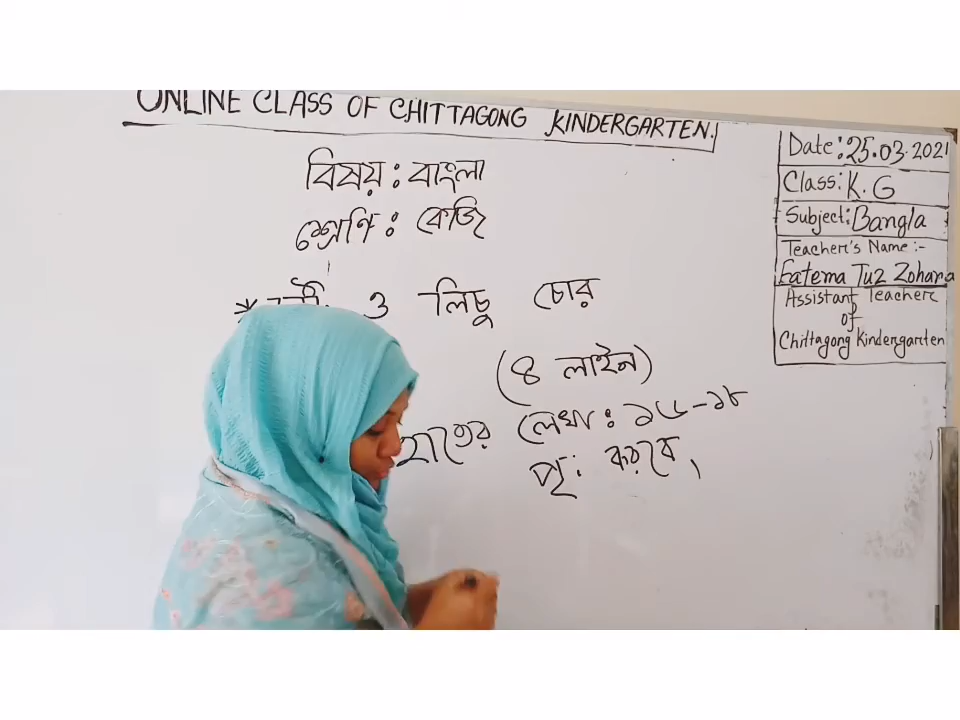 ONLINE CLASS OF CHITTAGONG KINDERGARTEN.
বিষয়ঃ বাংলা
শ্রেণিঃ কেজি
ও লিচু চোর
(৪ লাইন)
হাতের লেখাঃ ১৬-১৮
পৃঃ করবে,
Date: 25.03.2021
Class: K.G
Subject: Bangla
Teacher's Name :-
Fatema Tuz Zohara
Assistant Teacher
of
Chittagong Kindergarten